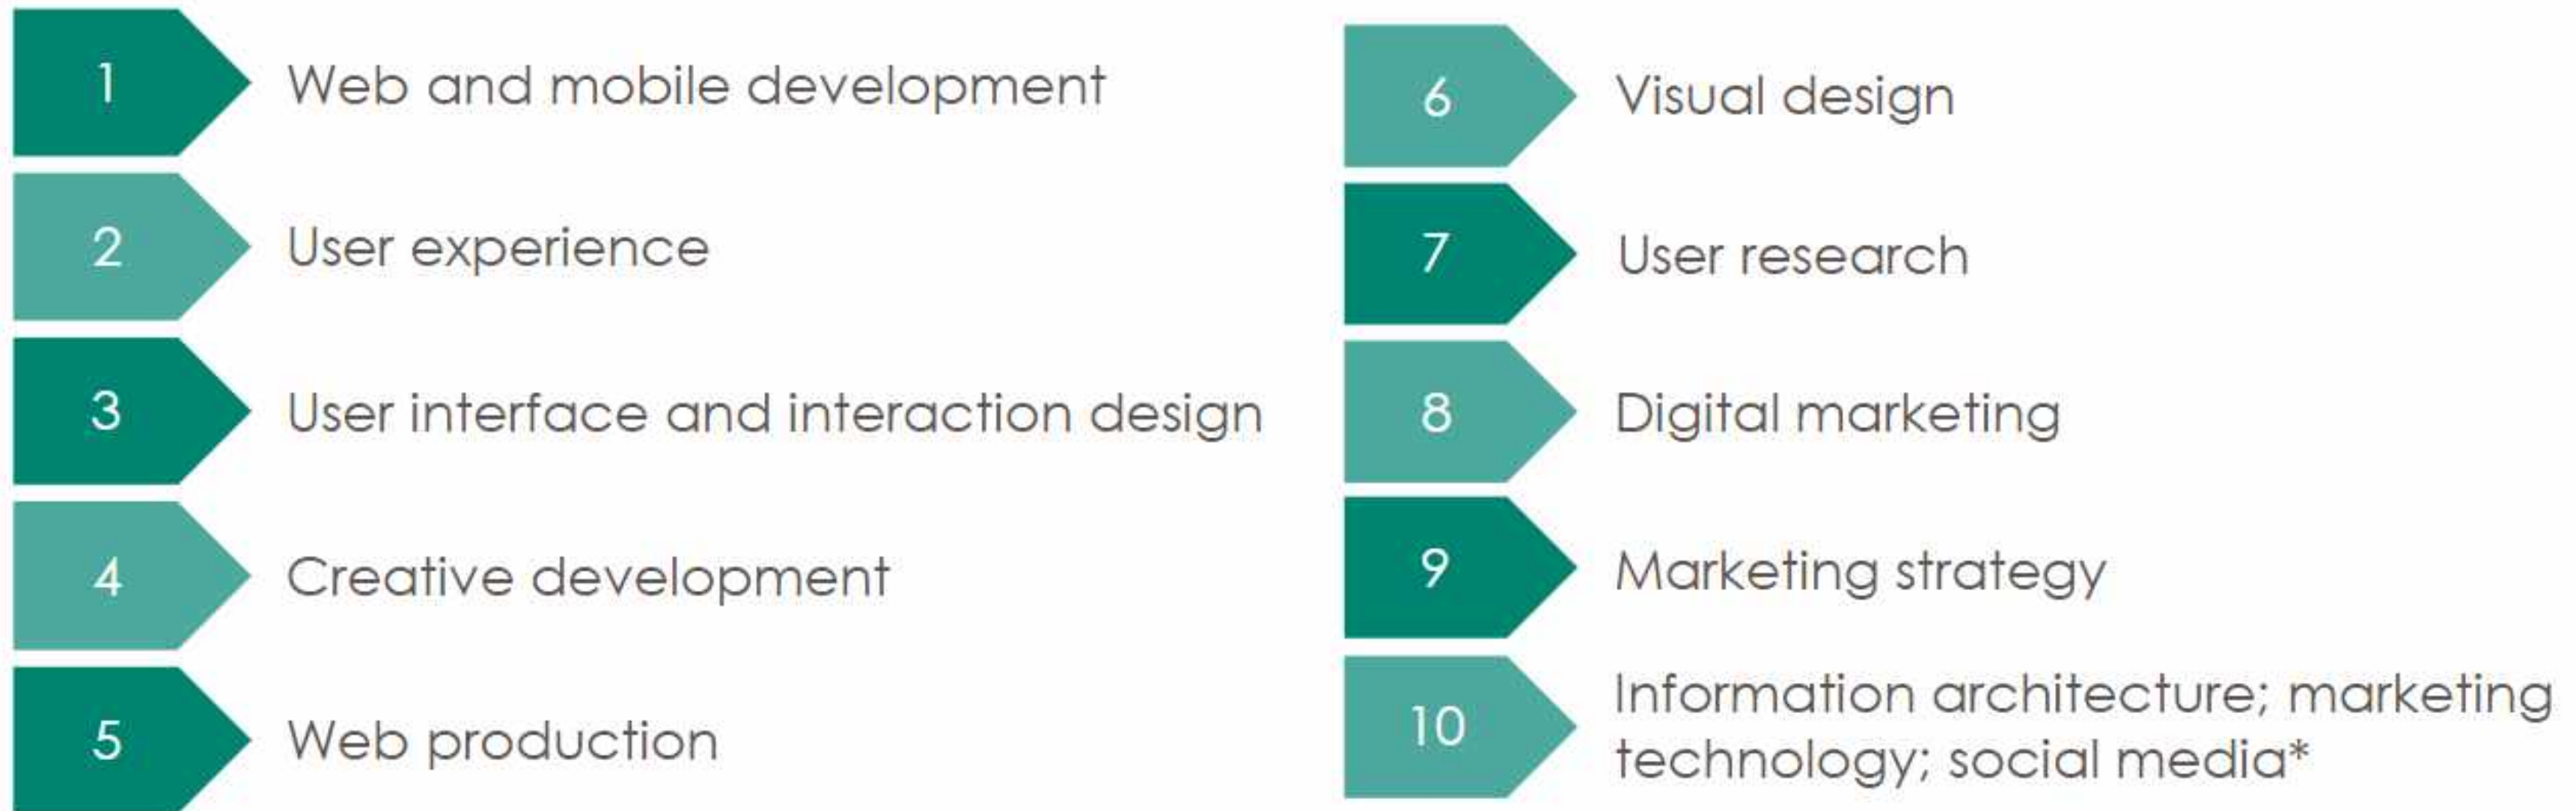 1 Web and mobile development
2 User experience
3 User interface and interaction design
4 Creative development
5 Web production
6 Visual design
7 User research
8 Digital marketing
9 Marketing strategy
10 Information architecture; marketing
technology; social media*